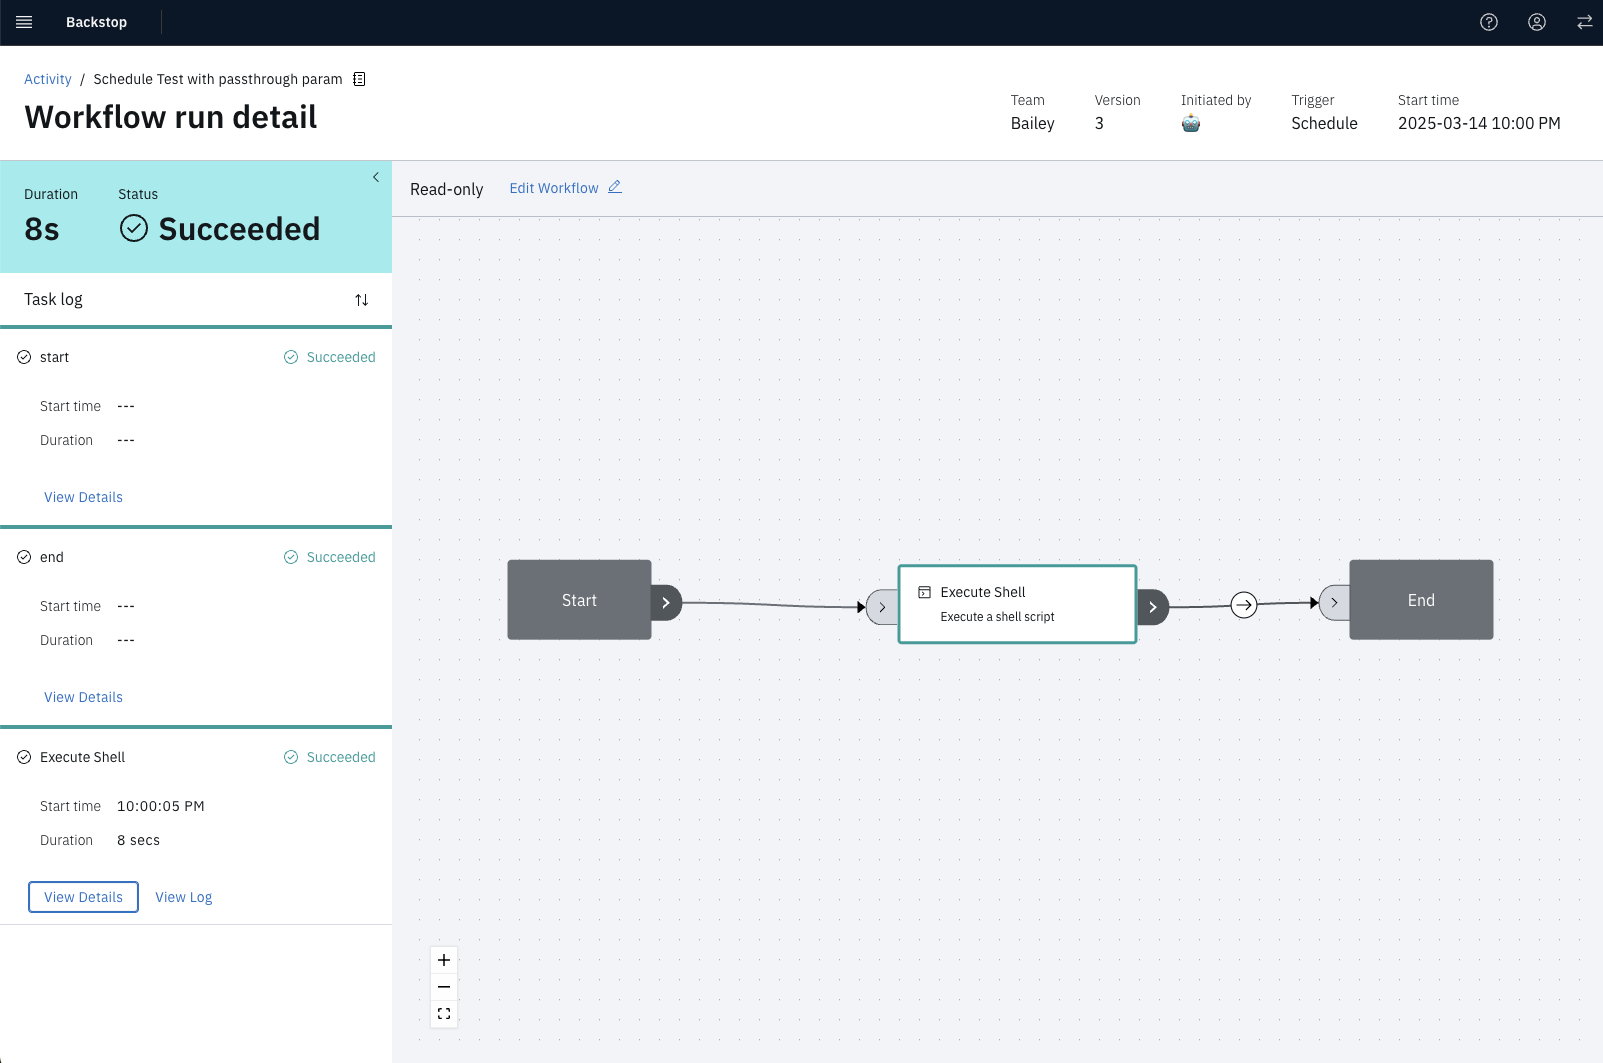 Backstop
Activity / Schedule Test with passthrough param
Workflow run detail
Team
Bailey
Version
3
Initiated by
Trigger
Schedule
Start time
2025-03-14 10:00 PM
Duration
8s
Status
Succeeded
Read-only
Edit Workflow
Task log
start
Succeeded
Start time ---
Duration ---
View Details
end
Succeeded
Start time ---
Duration ---
View Details
Execute Shell
Succeeded
Start time 10:00:05 PM
Duration 8 secs
View Details
View Log
Start
Execute Shell
Execute a shell script
End